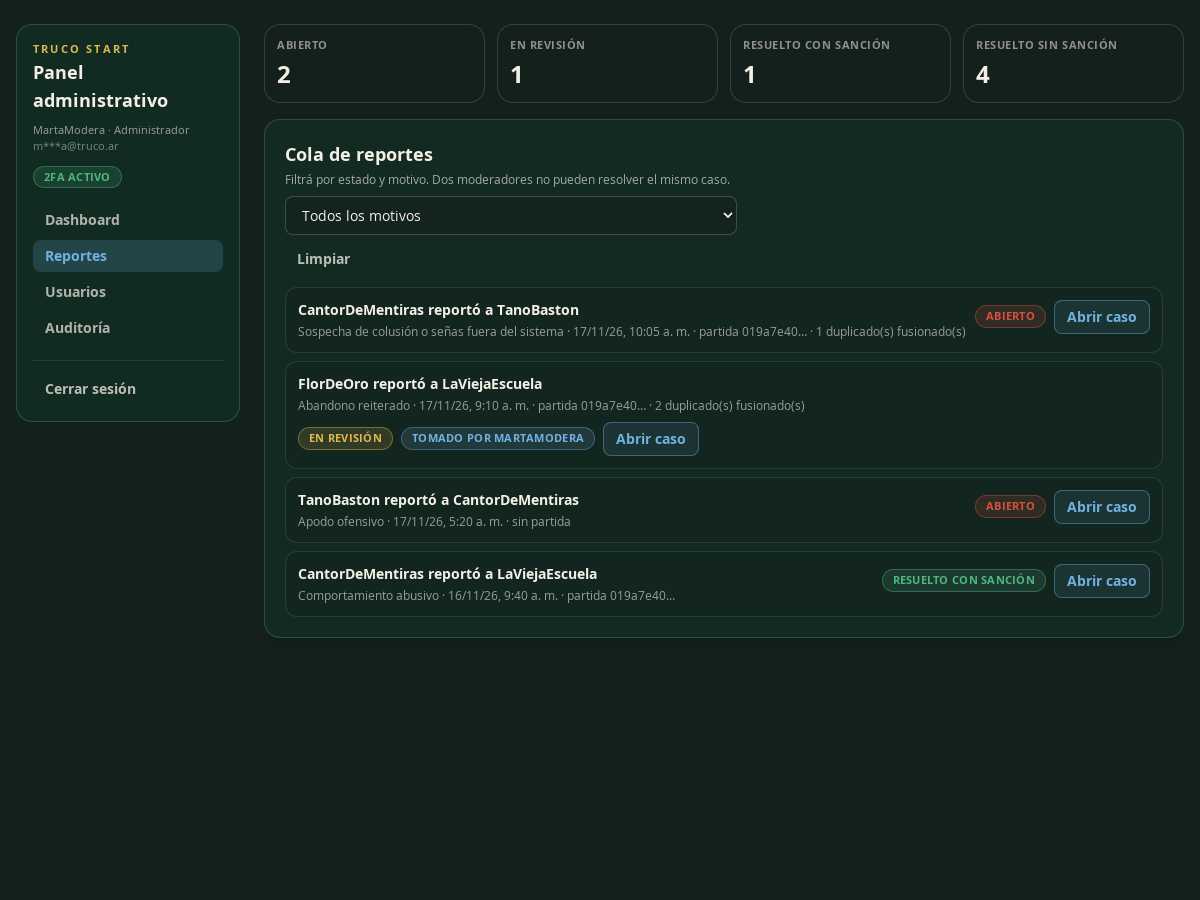 TRUCO START
Panel
administrativo
MartaModera · Administrador
m***a@truco.ar
2FA ACTIVO
Dashboard
Reportes
Usuarios
Auditoría
Cerrar sesión
ABIERTO
2
EN REVISIÓN
1
RESUELTO CON SANCIÓN
1
RESUELTO SIN SANCIÓN
4
Cola de reportes
Filtrá por estado y motivo. Dos moderadores no pueden resolver el mismo caso.
Todos los motivos
Limpiar
CantorDeMentiras reportó a TanoBaston
Sospecha de colusión o señas fuera del sistema · 17/11/26, 10:05 a. m. · partida 019a7e40… · 1 duplicado(s) fusionado(s)
ABIERTO
Abrir caso
FlorDeOro reportó a LaViejaEscuela
Abandono reiterado · 17/11/26, 9:10 a. m. · partida 019a7e40… · 2 duplicado(s) fusionado(s)
EN REVISIÓN
TOMADO POR MARTAMODERA
Abrir caso
TanoBaston reportó a CantorDeMentiras
Apodo ofensivo · 17/11/26, 5:20 a. m. · sin partida
ABIERTO
Abrir caso
CantorDeMentiras reportó a LaViejaEscuela
Comportamiento abusivo · 16/11/26, 9:40 a. m. · partida 019a7e40…
RESUELTO CON SANCIÓN
Abrir caso